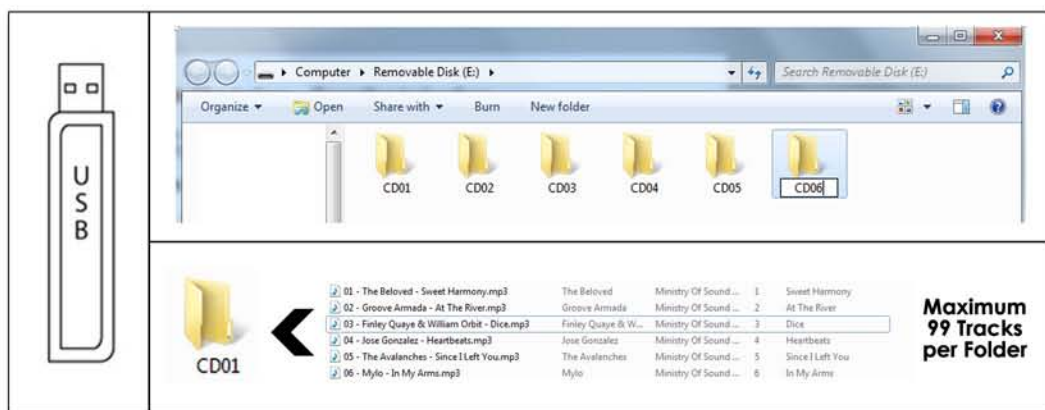 USB
Computer ▸ Removable Disk (E:) ▸
Search Removable Disk (E:)
Organize Open Share with Burn New folder
CD01 CD02 CD03 CD04 CD05 CD06
CD01
01 - The Beloved - Sweet Harmony.mp3 The Beloved Ministry Of Sound ... 1 Sweet Harmony
02 - Groove Armada - At The River.mp3 Groove Armada Ministry Of Sound ... 2 At The River
03 - Finley Quaye & William Orbit - Dice.mp3 Finley Quaye & W... Ministry Of Sound ... 3 Dice
04 - Jose Gonzalez - Heartbeats.mp3 Jose Gonzalez Ministry Of Sound ... 4 Heartbeats
05 - The Avalanches - Since I Left You.mp3 The Avalanches Ministry Of Sound ... 5 Since I Left You
06 - Mylo - In My Arms.mp3 Mylo Ministry Of Sound ... 6 In My Arms
Maximum
99 Tracks
per Folder